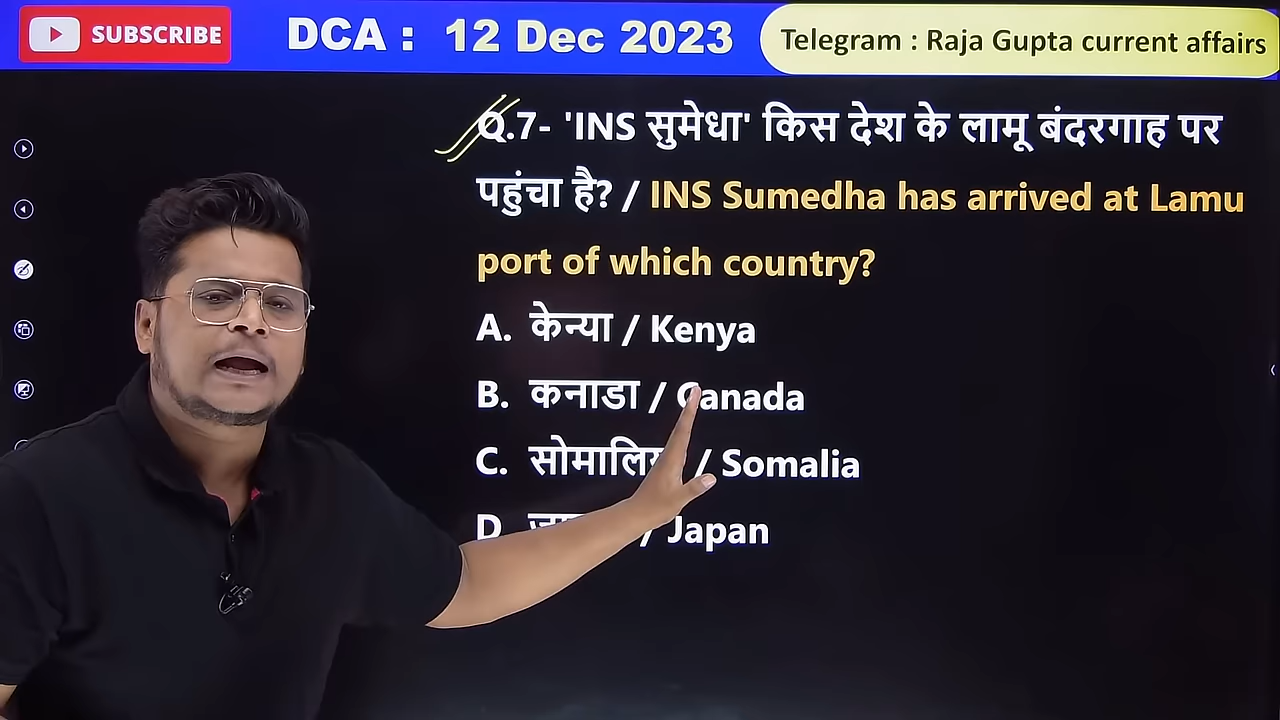 SUBSCRIBE
DCA : 12 Dec 2023
Telegram : Raja Gupta current affairs
Q.7- 'INS सुमेधा' किस देश के लामू बंदरगाह पर
पहुंचा है? / INS Sumedha has arrived at Lamu
port of which country?
A. केन्या / Kenya
B. कनाडा / Canada
C. / Somalia
D. / Japan